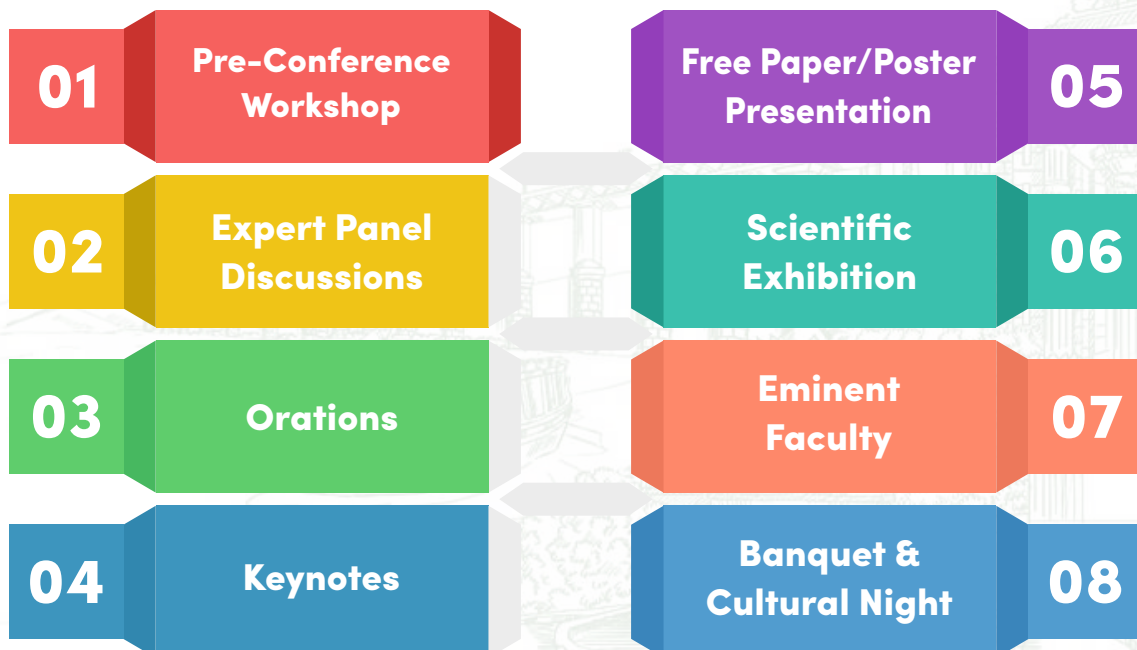 01
Pre-Conference
Workshop
02
Expert Panel
Discussions
03
Orations
04
Keynotes
Free Paper/Poster
Presentation
05
Scientific
Exhibition
06
Eminent
Faculty
07
Banquet &
Cultural Night
08